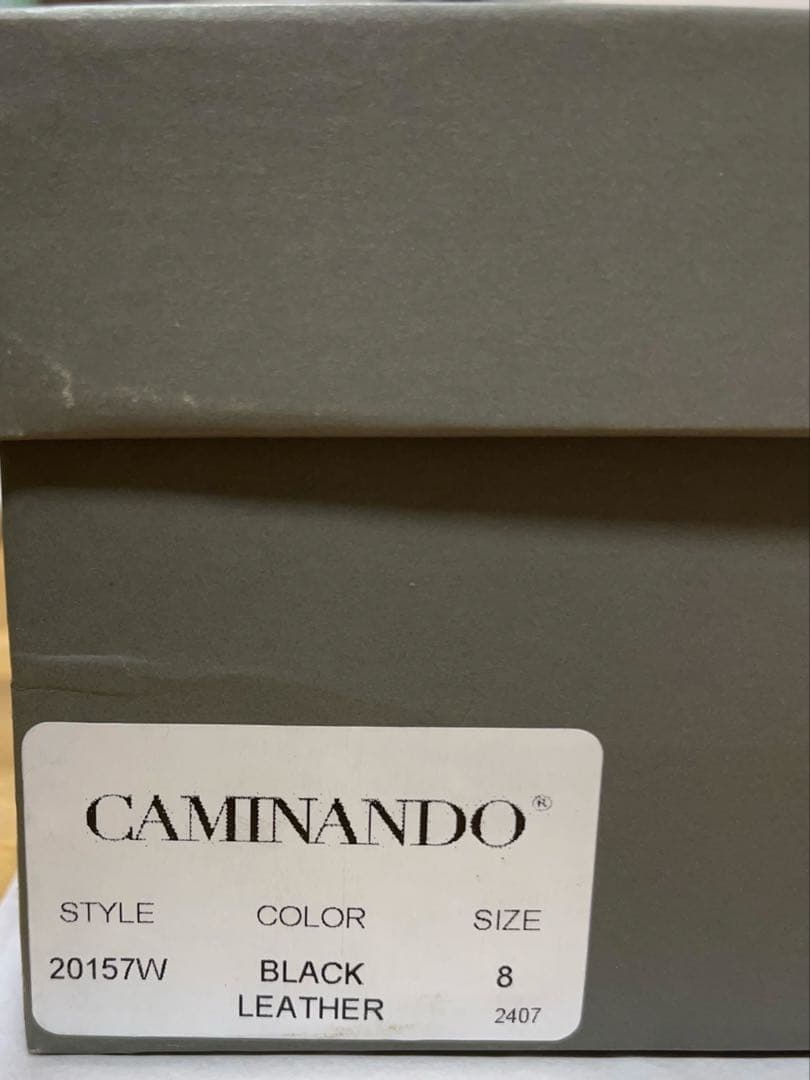 CAMINANDO®
STYLE COLOR SIZE
20157W BLACK 8
LEATHER 2407